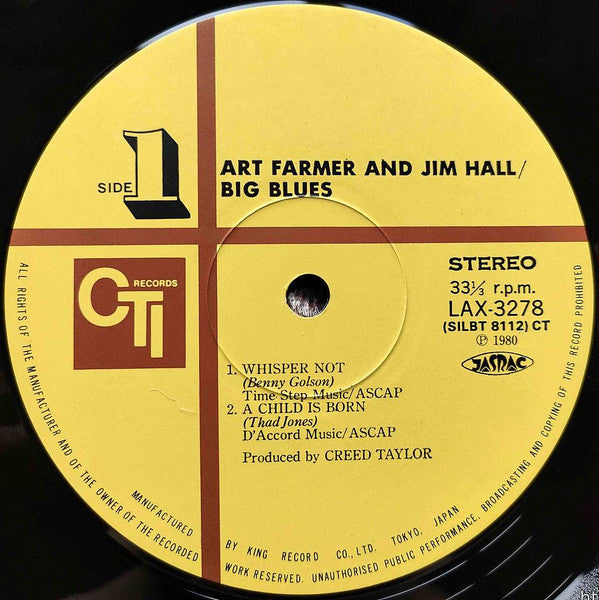 SIDE 1
ART FARMER AND JIM HALL/
BIG BLUES
CTI RECORDS
STEREO
33⅓ r.p.m.
LAX-3278
(SILBT 8112) CT
℗ 1980
JASRAC
1. WHISPER NOT
(Benny Golson)
Time Step Music/ASCAP
2. A CHILD IS BORN
(Thad Jones)
D'Accord Music/ASCAP
Produced by CREED TAYLOR
ALL RIGHTS OF THE MANUFACTURER AND OF THE OWNER OF THE RECORDED WORK RESERVED. UNAUTHORISED PUBLIC PERFORMANCE, BROADCASTING AND COPYING OF THIS RECORD PROHIBITED
MANUFACTURED BY KING RECORD CO., LTD. TOKYO, JAPAN